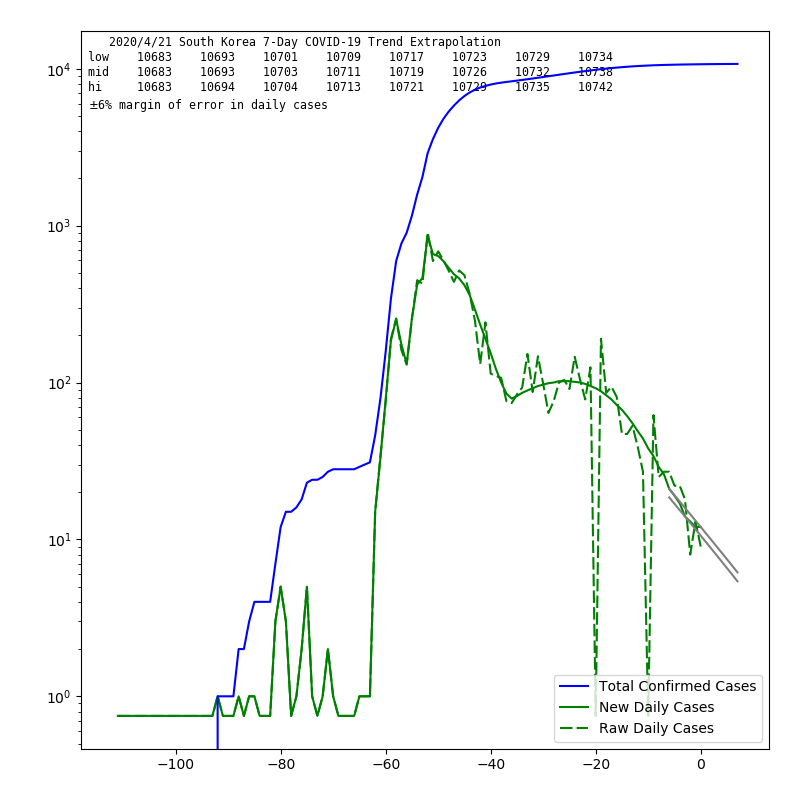 2020/4/21 South Korea 7-Day COVID-19 Trend Extrapolation
low 10683 10693 10701 10709 10717 10723 10729 10734
mid 10683 10693 10703 10711 10719 10726 10732 10738
hi 10683 10694 10704 10713 10721 10729 10735 10742
±6% margin of error in daily cases
10⁴
10³
10²
10¹
10⁰
Total Confirmed Cases
New Daily Cases
Raw Daily Cases
−100 −80 −60 −40 −20 0